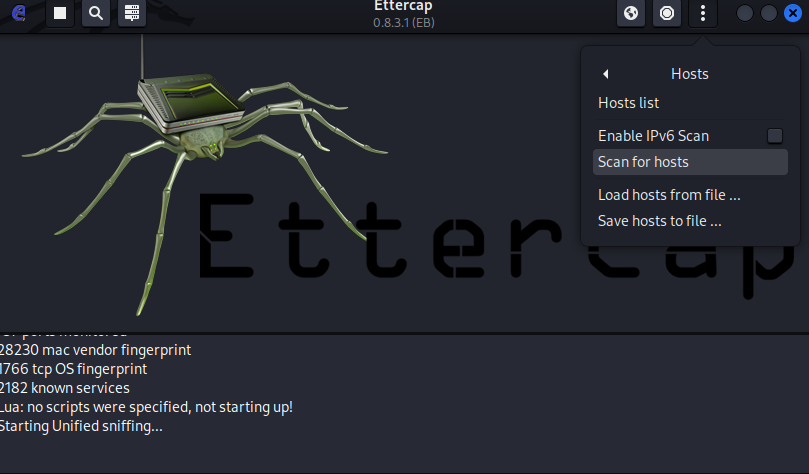 Ettercap
0.8.3.1 (EB)
Hosts
Hosts list
Enable IPv6 Scan
Scan for hosts
Load hosts from file ...
Save hosts to file ...
Ettercap
ports monitored
28230 mac vendor fingerprint
1766 tcp OS fingerprint
2182 known services
Lua: no scripts were specified, not starting up!
Starting Unified sniffing...